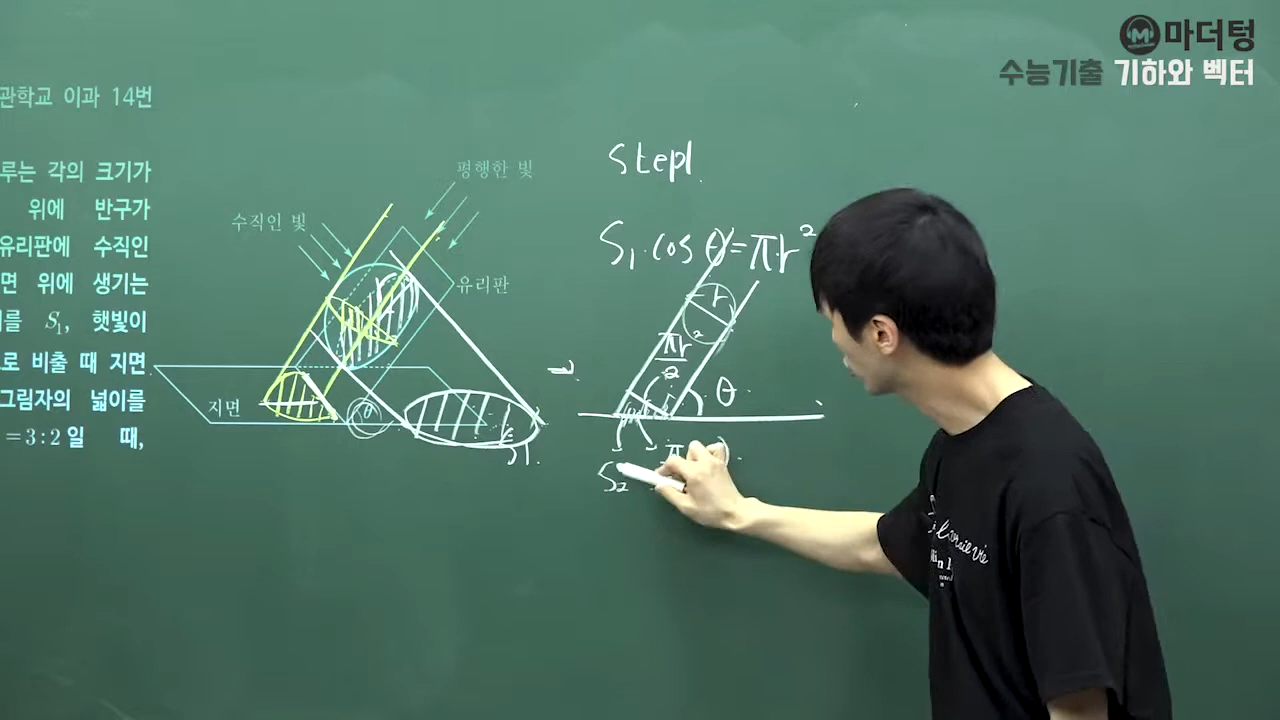 마더텅
수능기출 기하와 벡터
관학교 이과 14번
루는 각의 크기가
위에 반구가
유리판에 수직인
면 위에 생기는
를 S₁, 햇빛이
로 비출 때 지면
그림자의 넓이를
=3:2일 때,
평행한 빛
수직인 빛
유리판
지면
θ
S1.
Step1.
S₁·cosθ=πr²
r
πr²/2
θ
S₂